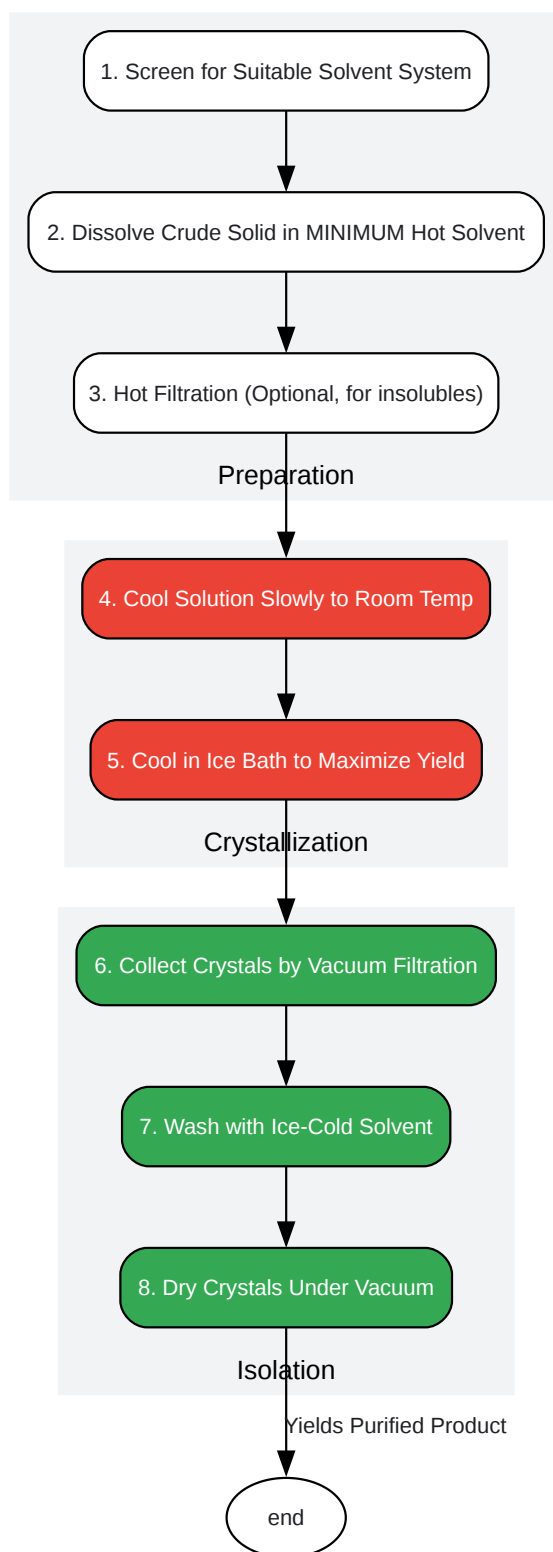 1. Screen for Suitable Solvent System
2. Dissolve Crude Solid in MINIMUM Hot Solvent
3. Hot Filtration (Optional, for insolubles)
Preparation
4. Cool Solution Slowly to Room Temp
5. Cool in Ice Bath to Maximize Yield
Crystallization
6. Collect Crystals by Vacuum Filtration
7. Wash with Ice-Cold Solvent
8. Dry Crystals Under Vacuum
Isolation
Yields Purified Product
end